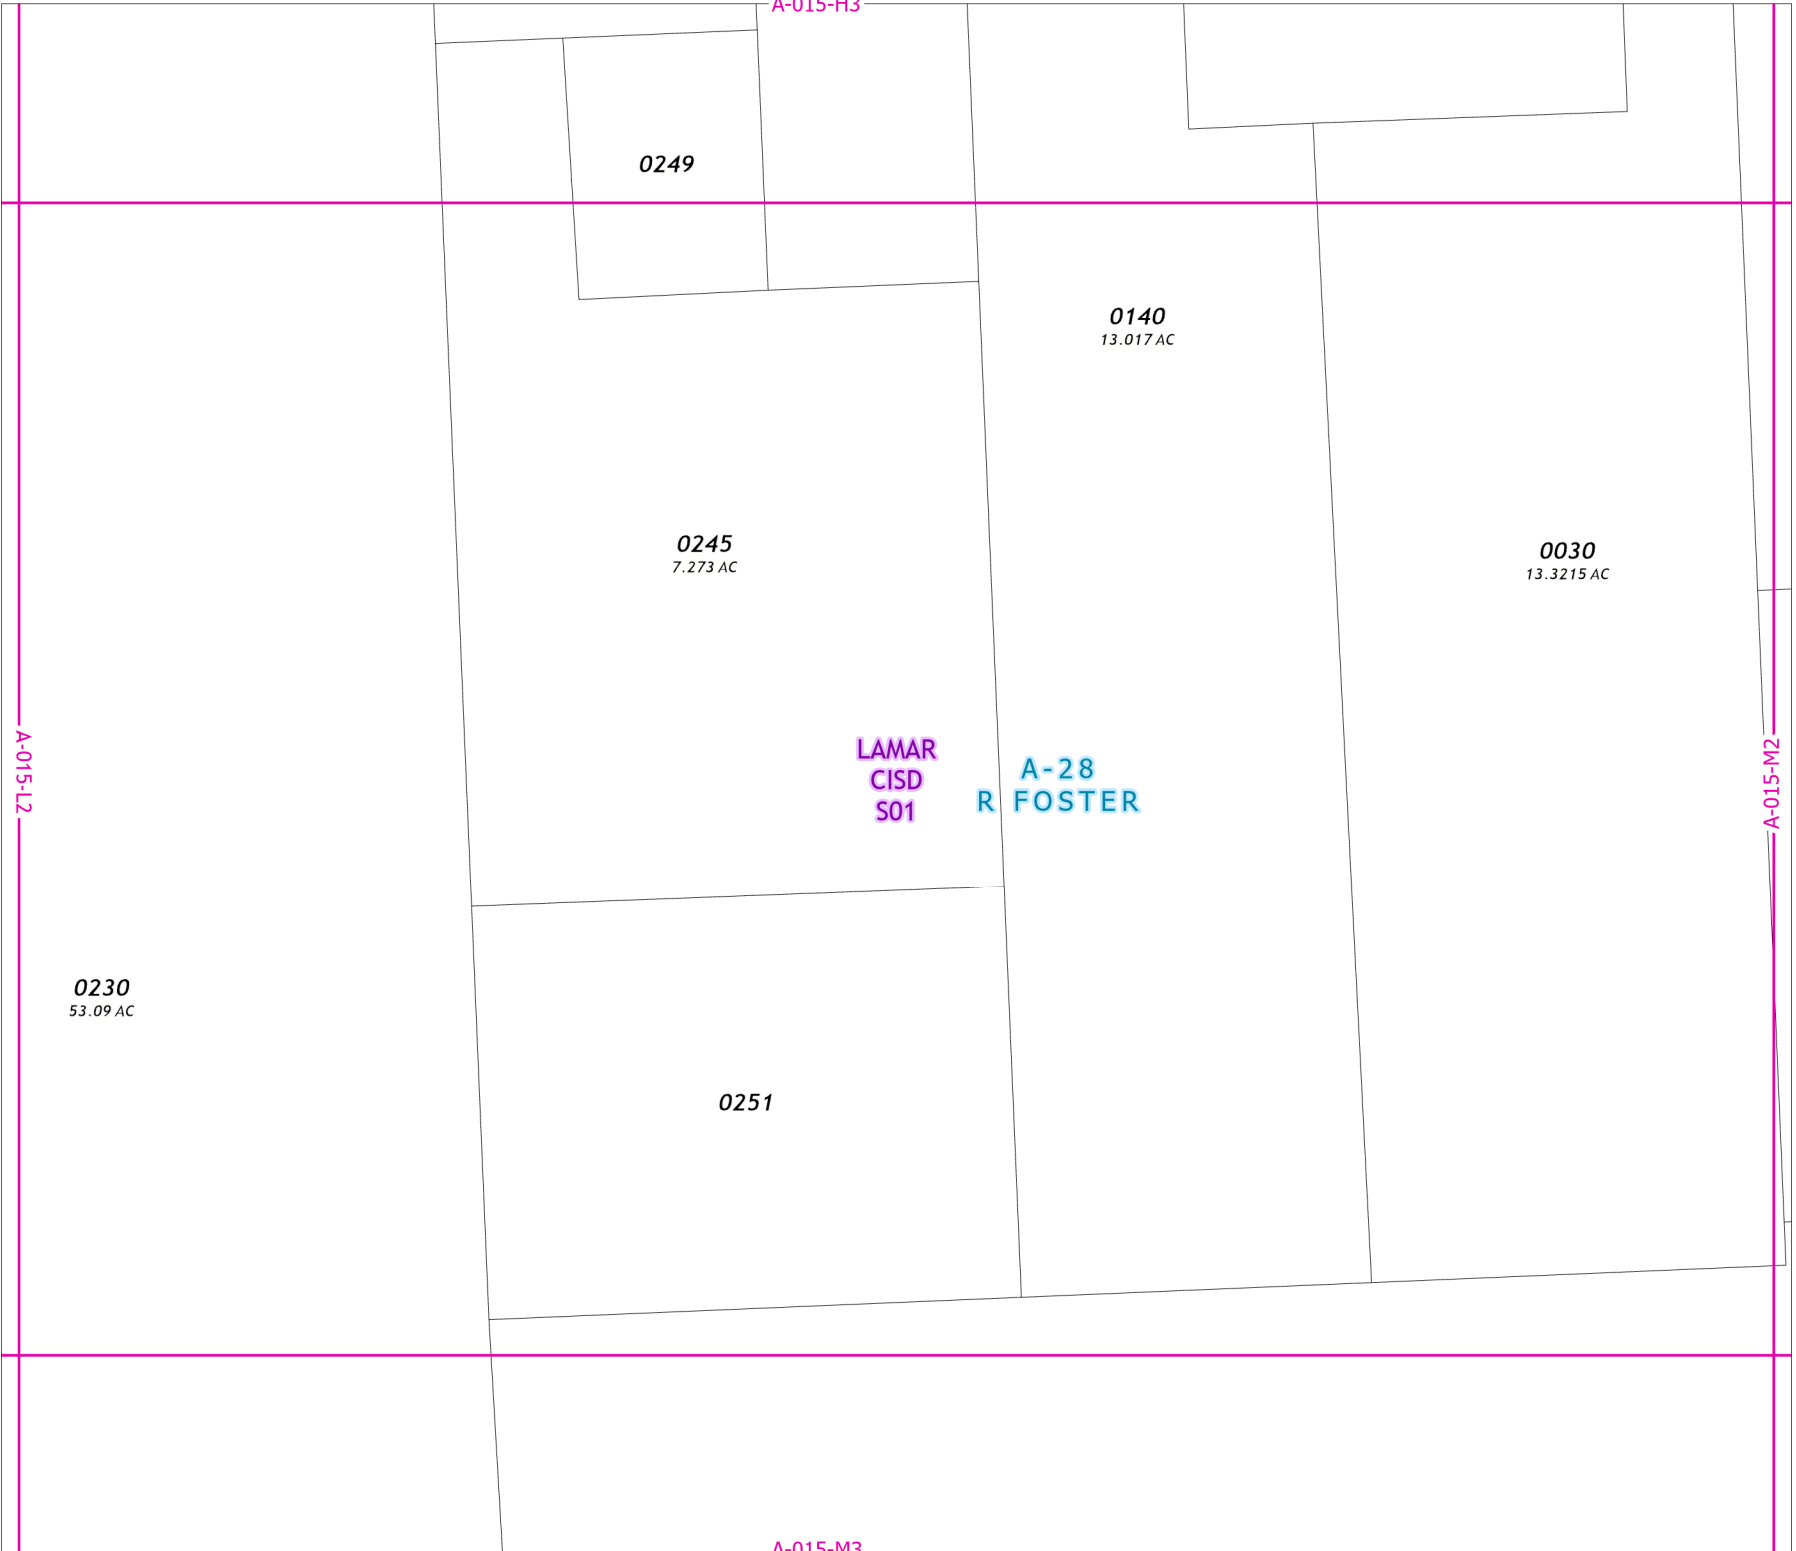 A-015-H3
0249
0140
13.017 AC
0245
7.273 AC
0030
13.3215 AC
LAMAR
CISD
S01
A-28
R FOSTER
A-015-L2
A-015-M2
0230
53.09 AC
0251
A-015-M3